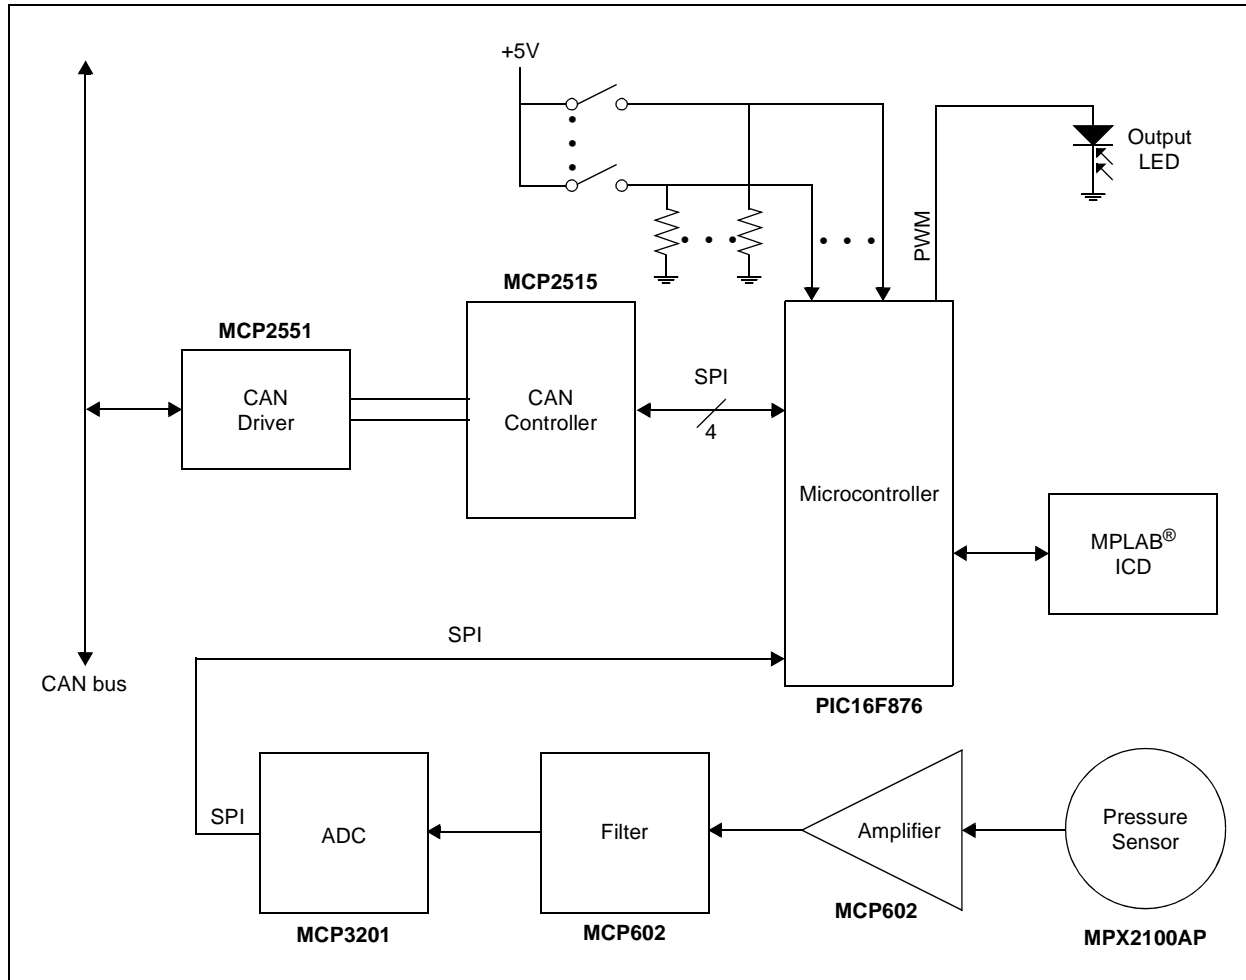 +5V
Output
LED
PWM
MCP2515
MCP2551
CAN
Driver
CAN
Controller
SPI
4
Microcontroller
MPLAB®
ICD
SPI
CAN bus
PIC16F876
SPI
ADC
Filter
Amplifier
Pressure
Sensor
MCP3201
MCP602
MCP602
MPX2100AP